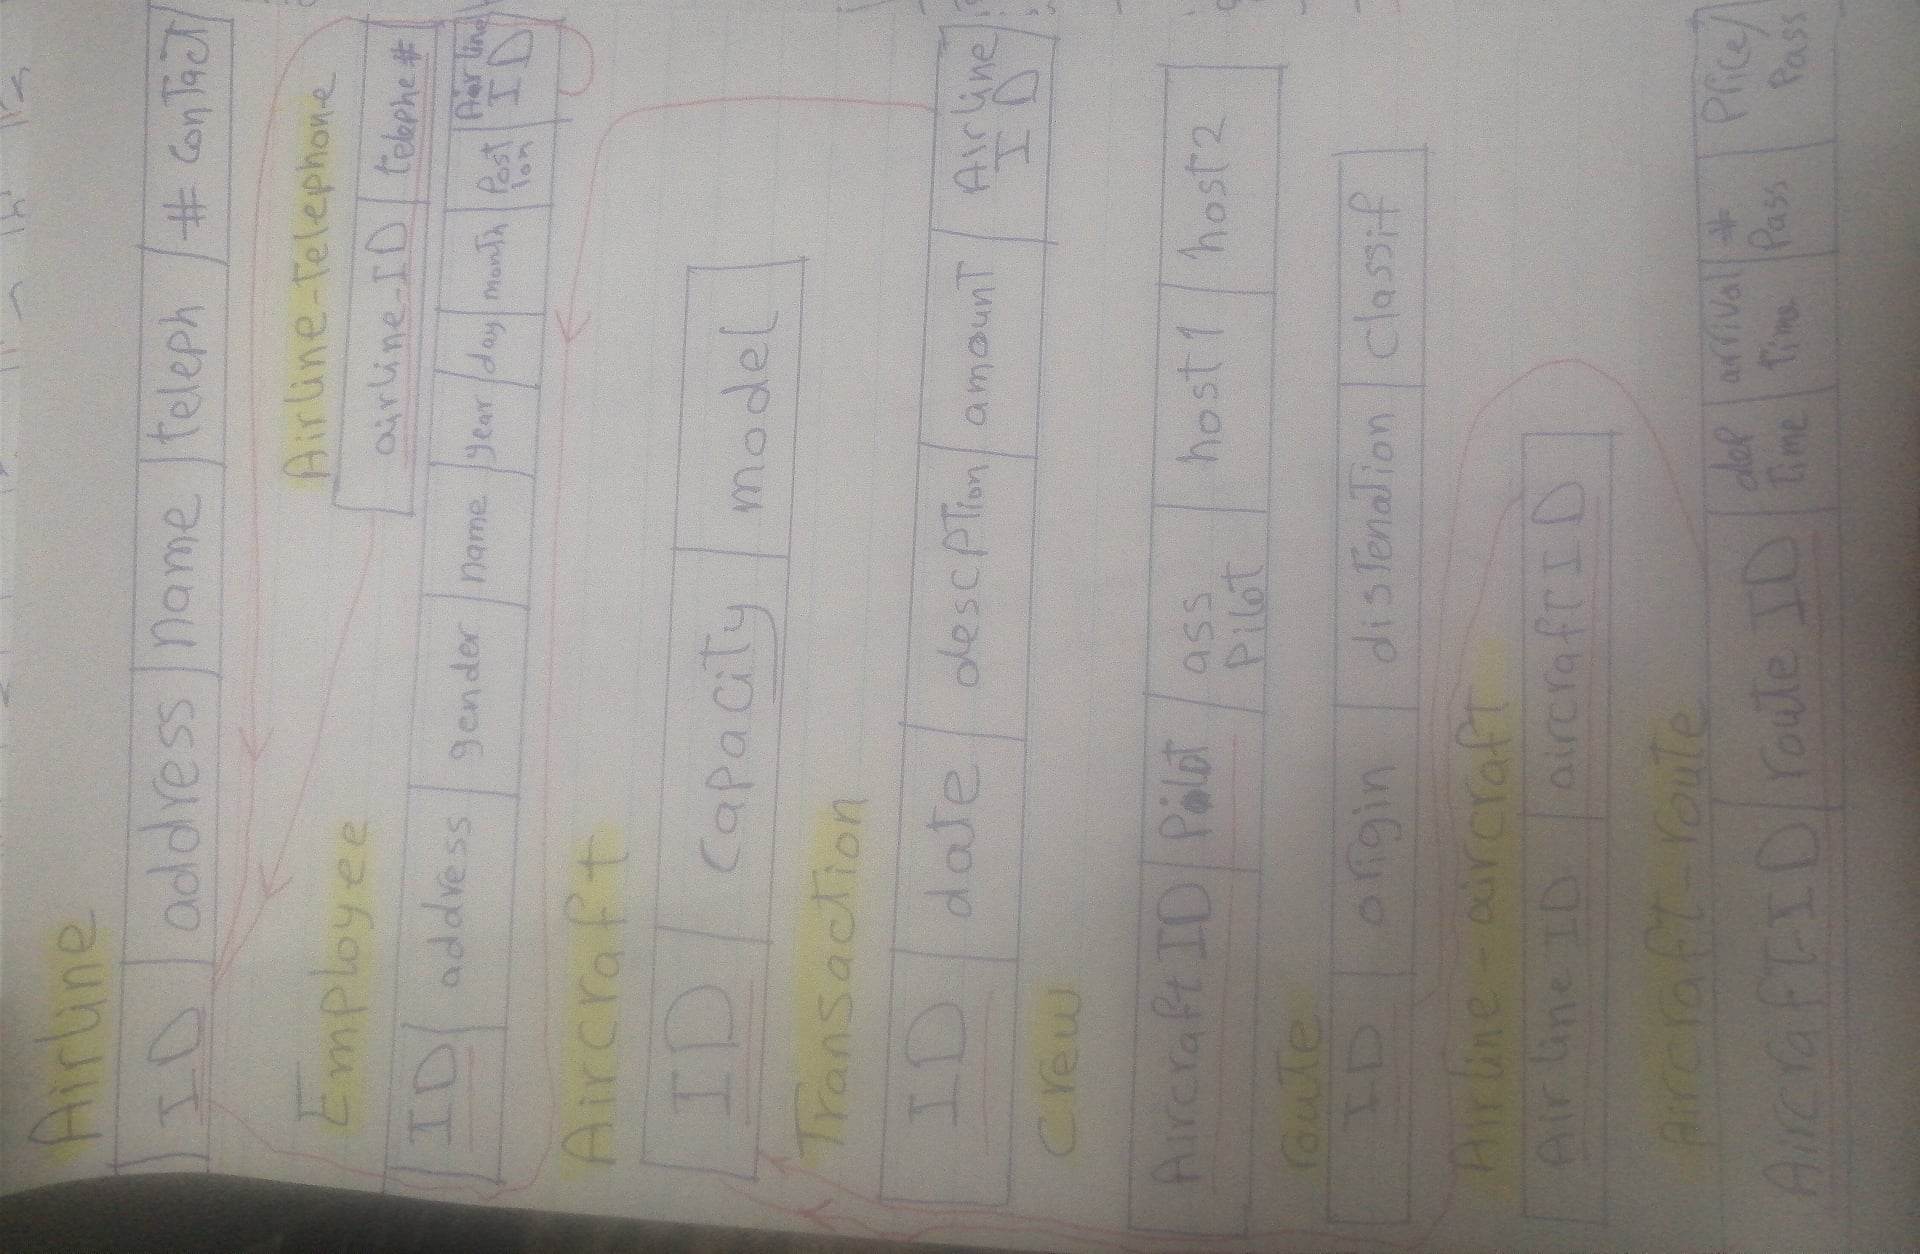 Airline
ID address name teleph # conTact
Airline-Telephone
airline-ID telephe #
Employee
ID address gender name year day month Post ion Airline ID
Aircraft
ID capacity model
Transaction
ID date descpTion amount Airline ID
Crew
Aircraft ID Pilot ass Pilot host1 host2
route
ID origin disTenaTion classif
Airline-aircraft
Airline ID aircraft ID
Aircraft-route
Aircraft-ID route ID dep Time arrival Time # Pass Price/ Pass